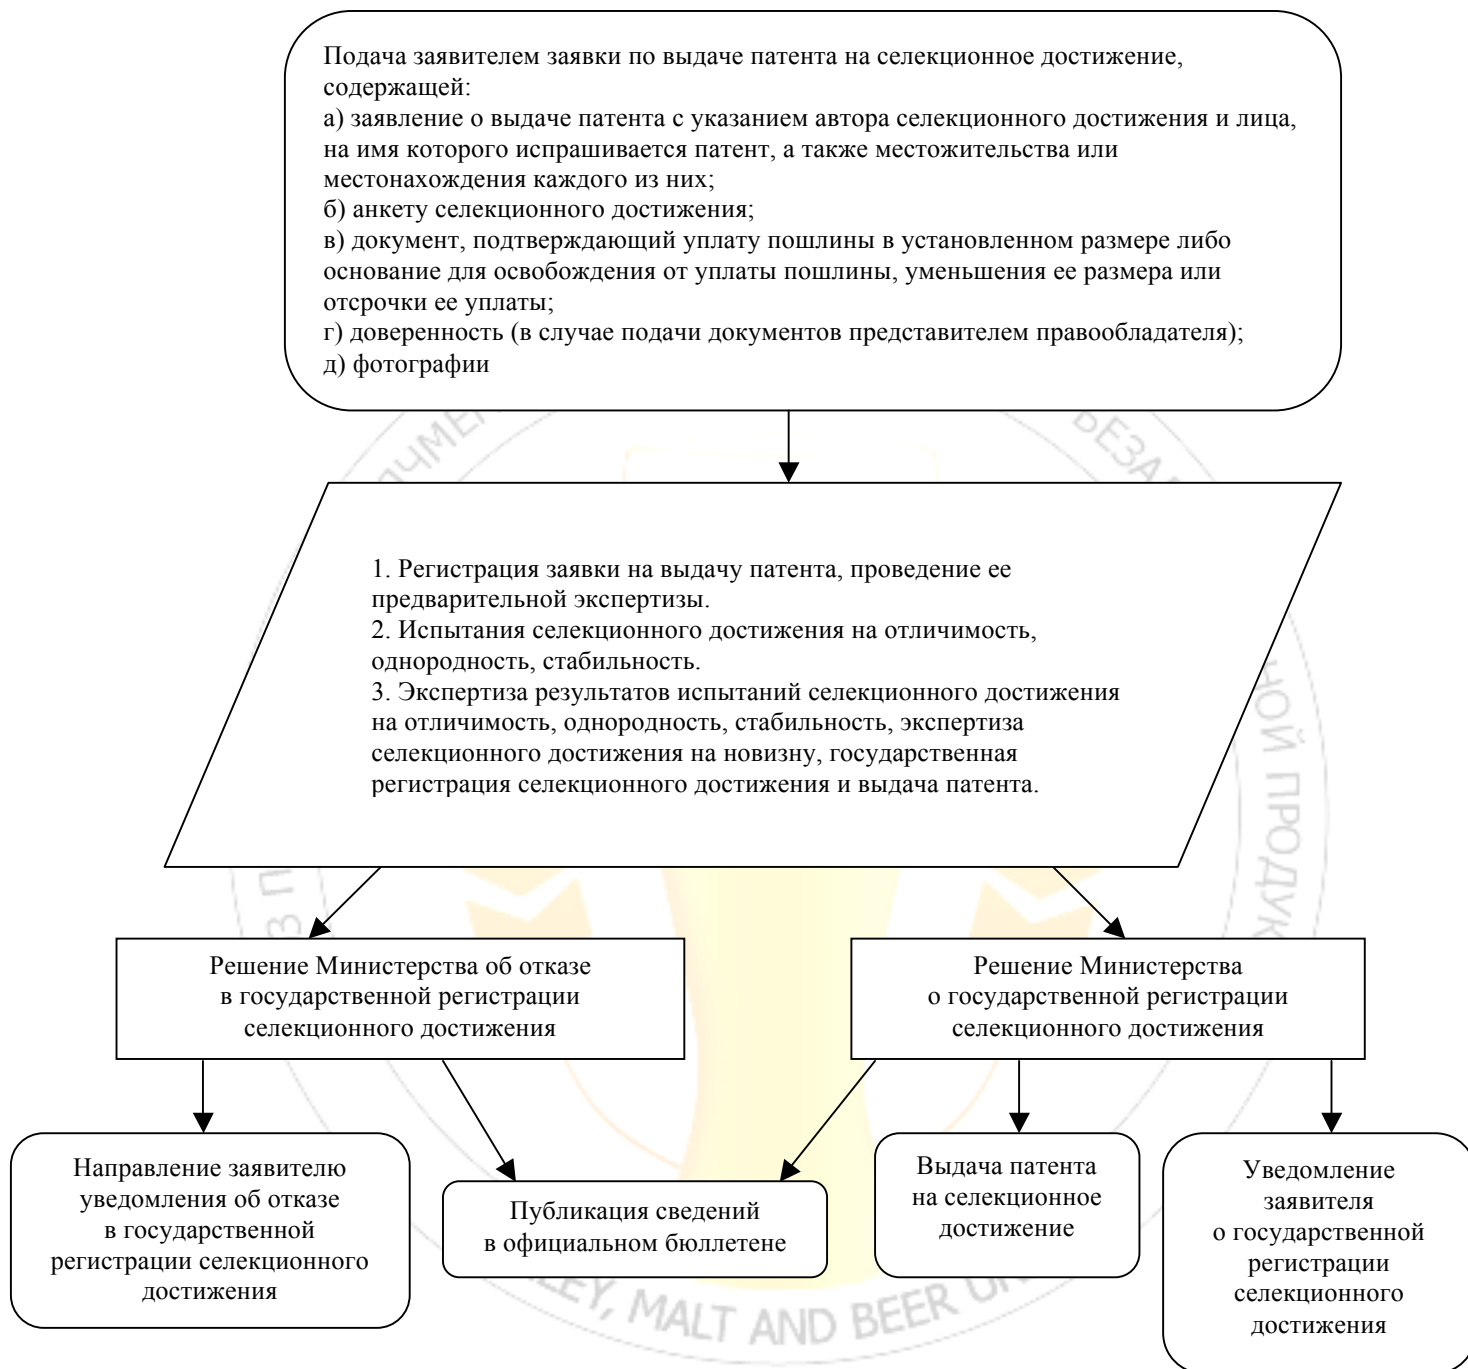 Подача заявителем заявки по выдаче патента на селекционное достижение,
содержащей:
а) заявление о выдаче патента с указанием автора селекционного достижения и лица,
на имя которого испрашивается патент, а также местожительства или
местонахождения каждого из них;
б) анкету селекционного достижения;
в) документ, подтверждающий уплату пошлины в установленном размере либо
основание для освобождения от уплаты пошлины, уменьшения ее размера или
отсрочки ее уплаты;
г) доверенность (в случае подачи документов представителем правообладателя);
д) фотографии
1. Регистрация заявки на выдачу патента, проведение ее
предварительной экспертизы.
2. Испытания селекционного достижения на отличимость,
однородность, стабильность.
3. Экспертиза результатов испытаний селекционного достижения
на отличимость, однородность, стабильность, экспертиза
селекционного достижения на новизну, государственная
регистрация селекционного достижения и выдача патента.
Решение Министерства об отказе
в государственной регистрации
селекционного достижения
Решение Министерства
о государственной регистрации
селекционного достижения
Направление заявителю
уведомления об отказе
в государственной
регистрации селекционного
достижения
Публикация сведений
в официальном бюллетене
Выдача патента
на селекционное
достижение
Уведомление
заявителя
о государственной
регистрации
селекционного
достижения
MALT AND BEER